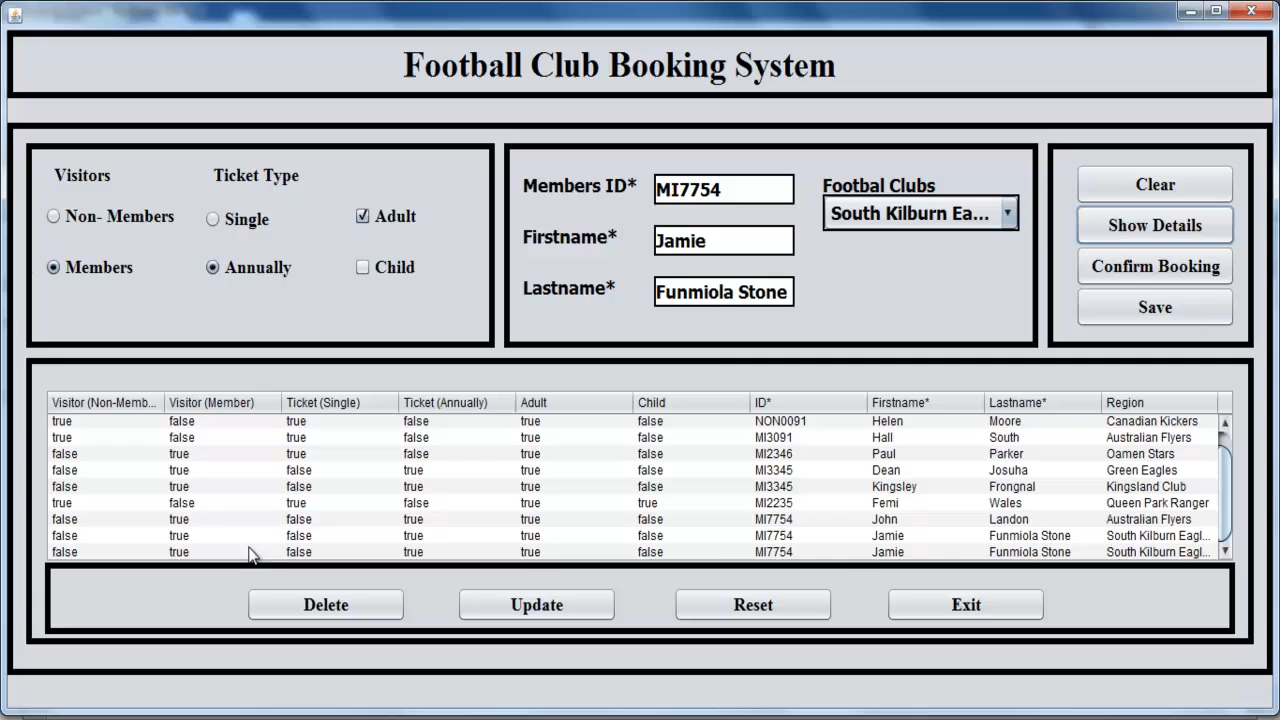 Football Club Booking System
Visitors Ticket Type
Non- Members Single Adult
Members Annually Child
Members ID* MI7754
Firstname* Jamie
Lastname* Funmiola Stone
Footbal Clubs
South Kilburn Ea...
Clear
Show Details
Confirm Booking
Save
Visitor (Non-Memb... Visitor (Member) Ticket (Single) Ticket (Annually) Adult Child ID* Firstname* Lastname* Region
true false true false true false NON0091 Helen Moore Canadian Kickers
true false true false true false MI3091 Hall South Australian Flyers
false true true false true false MI2346 Paul Parker Oamen Stars
false true false true true false MI3345 Dean Josuha Green Eagles
false true false true true false MI3345 Kingsley Frongnal Kingsland Club
true false true false true true MI2235 Femi Wales Queen Park Ranger
false true false true true false MI7754 John Landon Australian Flyers
false true false true true false MI7754 Jamie Funmiola Stone South Kilburn Eagl...
false true false true true false MI7754 Jamie Funmiola Stone South Kilburn Eagl...
Delete Update Reset Exit